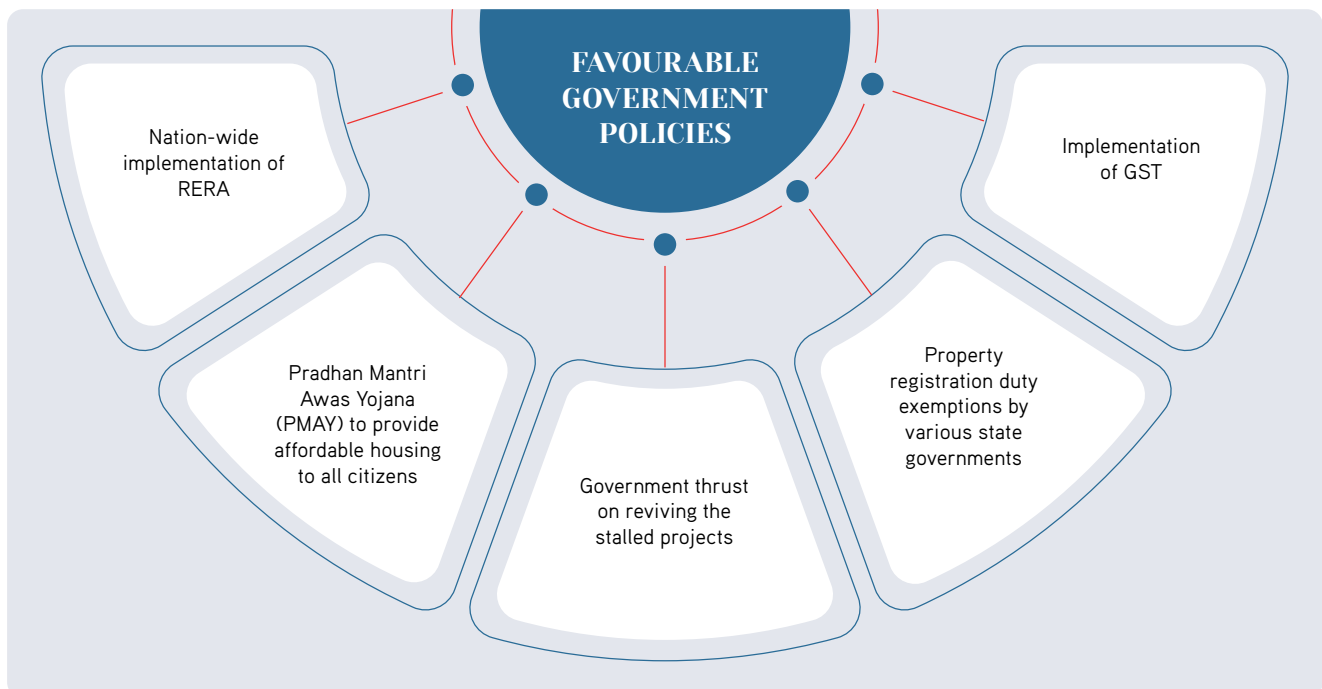 FAVOURABLE
GOVERNMENT
POLICIES
Nation-wide
implementation of
RERA
Pradhan Mantri
Awas Yojana
(PMAY) to provide
affordable housing
to all citizens
Government thrust
on reviving the
stalled projects
Property
registration duty
exemptions by
various state
governments
Implementation
of GST